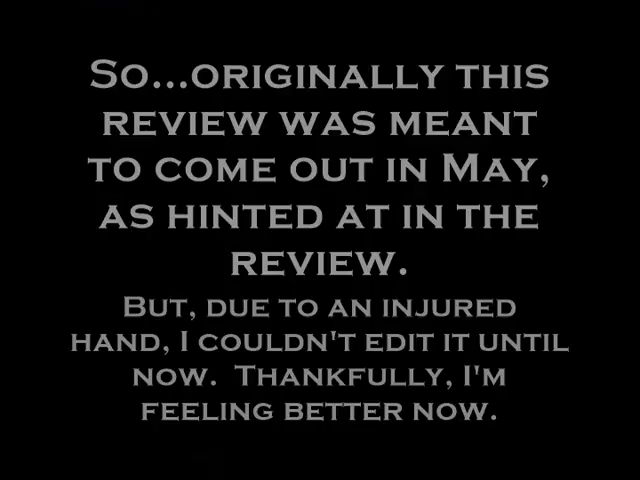 So...originally this
review was meant
to come out in May,
as hinted at in the
review.
But, due to an injured
hand, I couldn't edit it until
now.  Thankfully, I'm
feeling better now.